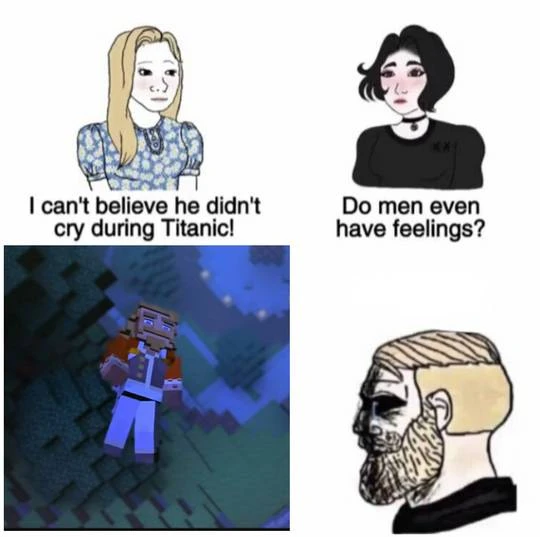 I can't believe he didn't
cry during Titanic!
Do men even
have feelings?